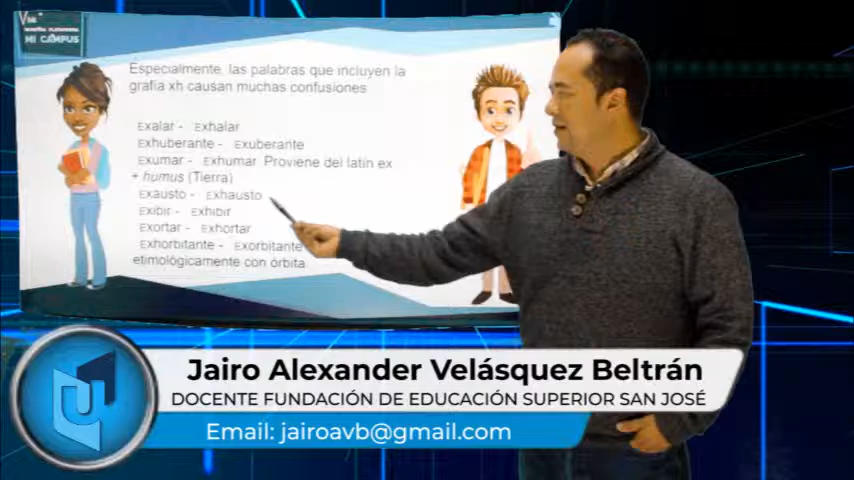 MI CAMPUS
Especialmente, las palabras que incluyen la
grafía xh causan muchas confusiones
Exalar - Exhalar
Exhuberante - Exuberante
Exumar - Exhumar Proviene del latín ex
+ humus (Tierra)
Exausto - Exhausto
Exibir - Exhibir
Exortar - Exhortar
Exhorbitante - Exorbitante
etimológicamente con órbita
Jairo Alexander Velásquez Beltrán
DOCENTE FUNDACIÓN DE EDUCACIÓN SUPERIOR SAN JOSÉ
Email: jairoavb@gmail.com